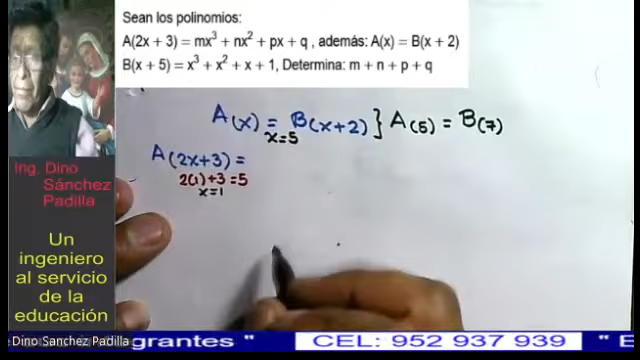 Sean los polinomios:
A(2x + 3) = mx³ + nx² + px + q , además: A(x) = B(x + 2)
B(x + 5) = x³ + x² + x + 1, Determina: m + n + p + q
A(x) = B(x+2) } A(5) = B(7)
x=5
A(2x+3) =
2(1)+3=5
x=1
Ing. Dino
Sánchez
Padilla
Un
ingeniero
al servicio
de la
educación
Dino Sanchez Padilla
grantes"
CEL: 952 937 939
"E